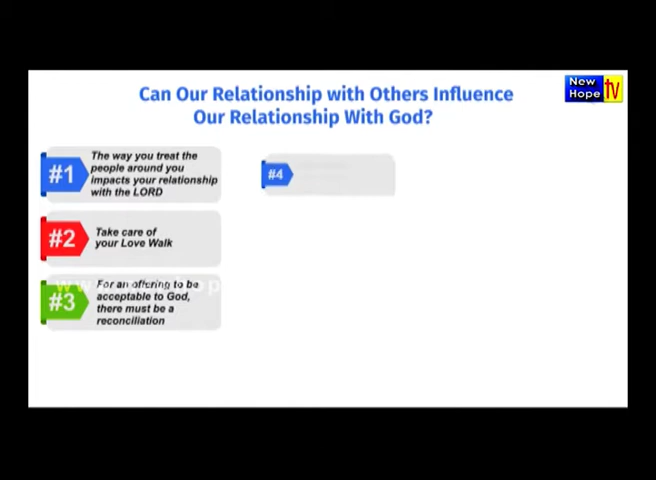 Can Our Relationship with Others Influence
Our Relationship With God?
New
Hope TV
#1
The way you treat the
people around you
impacts your relationship
with the LORD
#2
Take care of
your Love Walk
#3
For an offering to be
acceptable to God,
there must be a
reconciliation
#4